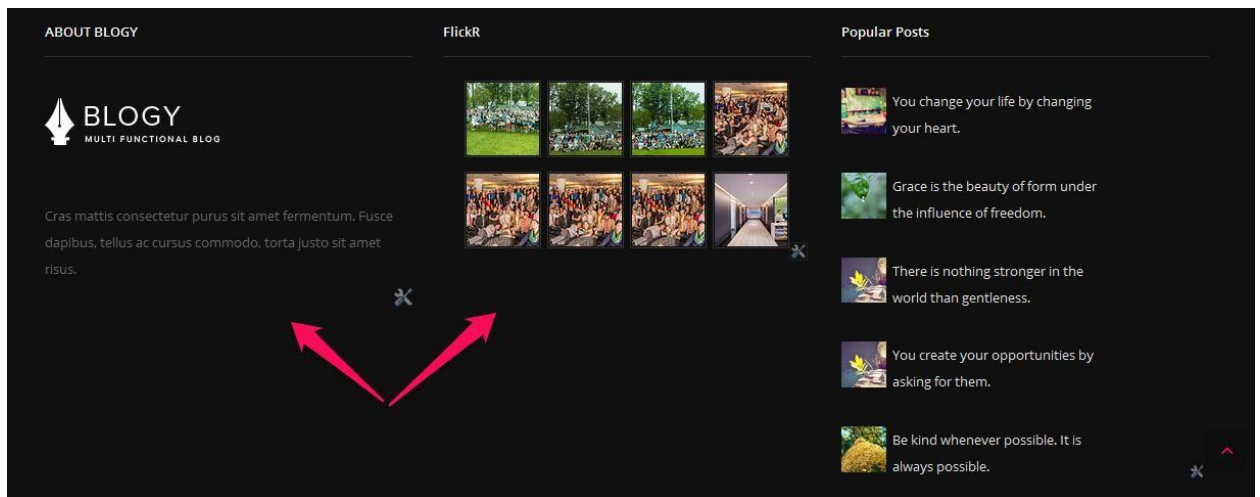 ABOUT BLOGY
BLOGY
MULTI FUNCTIONAL BLOG
Cras mattis consectetur purus sit amet fermentum. Fusce
dapibus, tellus ac cursus commodo, torta justo sit amet
risus.
FlickR
Popular Posts
You change your life by changing
your heart.
Grace is the beauty of form under
the influence of freedom.
There is nothing stronger in the
world than gentleness.
You create your opportunities by
asking for them.
Be kind whenever possible. It is
always possible.